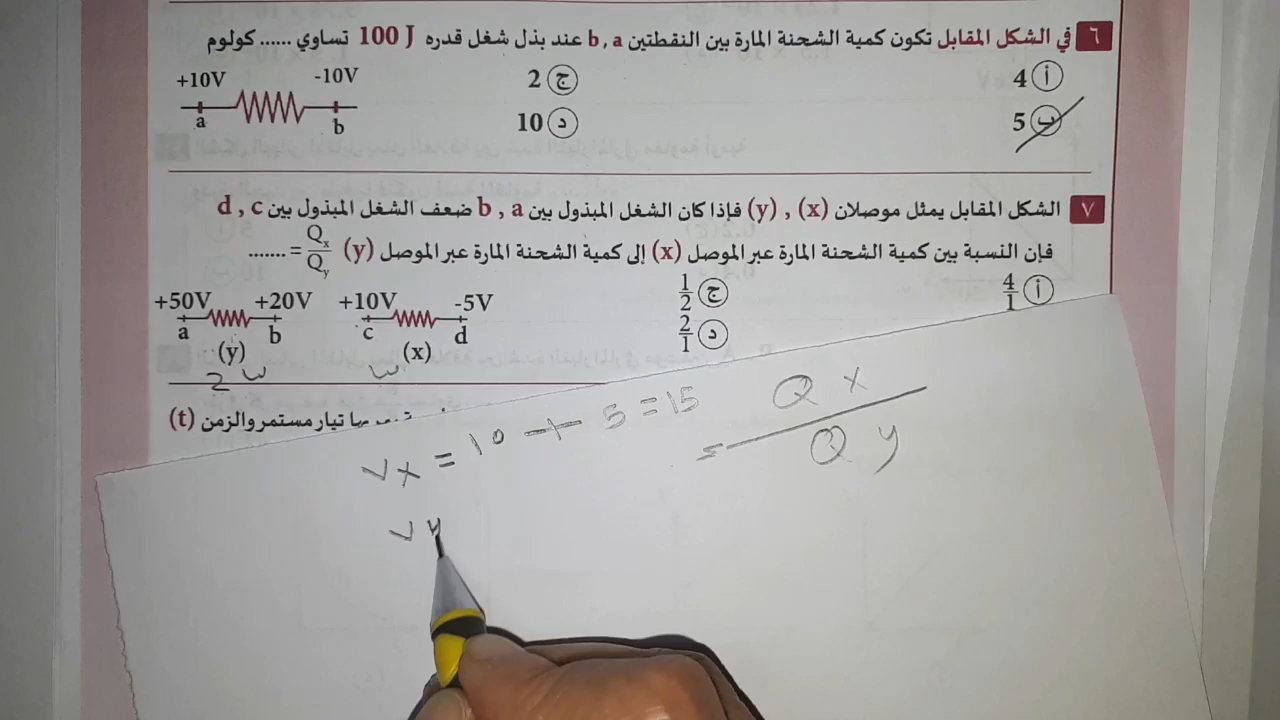 ٦ في الشكل المقابل تكون كمية الشحنة المارة بين النقطتين b , a عند بذل شغل قدره 100 J تساوي ...... كولوم
أ 4
ج 2
ب 5
د 10
+10V
-10V
a
b
٧ الشكل المقابل يمثل موصلان (x) , (y) فإذا كان الشغل المبذول بين b , a ضعف الشغل المبذول بين d , c
فإن النسبة بين كمية الشحنة المارة عبر الموصل (x) إلى كمية الشحنة المارة عبر الموصل (y) Qx/Qy = .......
أ 4/1
ج 1/2
د 2/1
+50V +20V +10V -5V
a b c d
(y) (x)
2 w w
تيار مستمر والزمن (t)
Vx = 10 + 5 = 15
= Qx/Qy
Vy